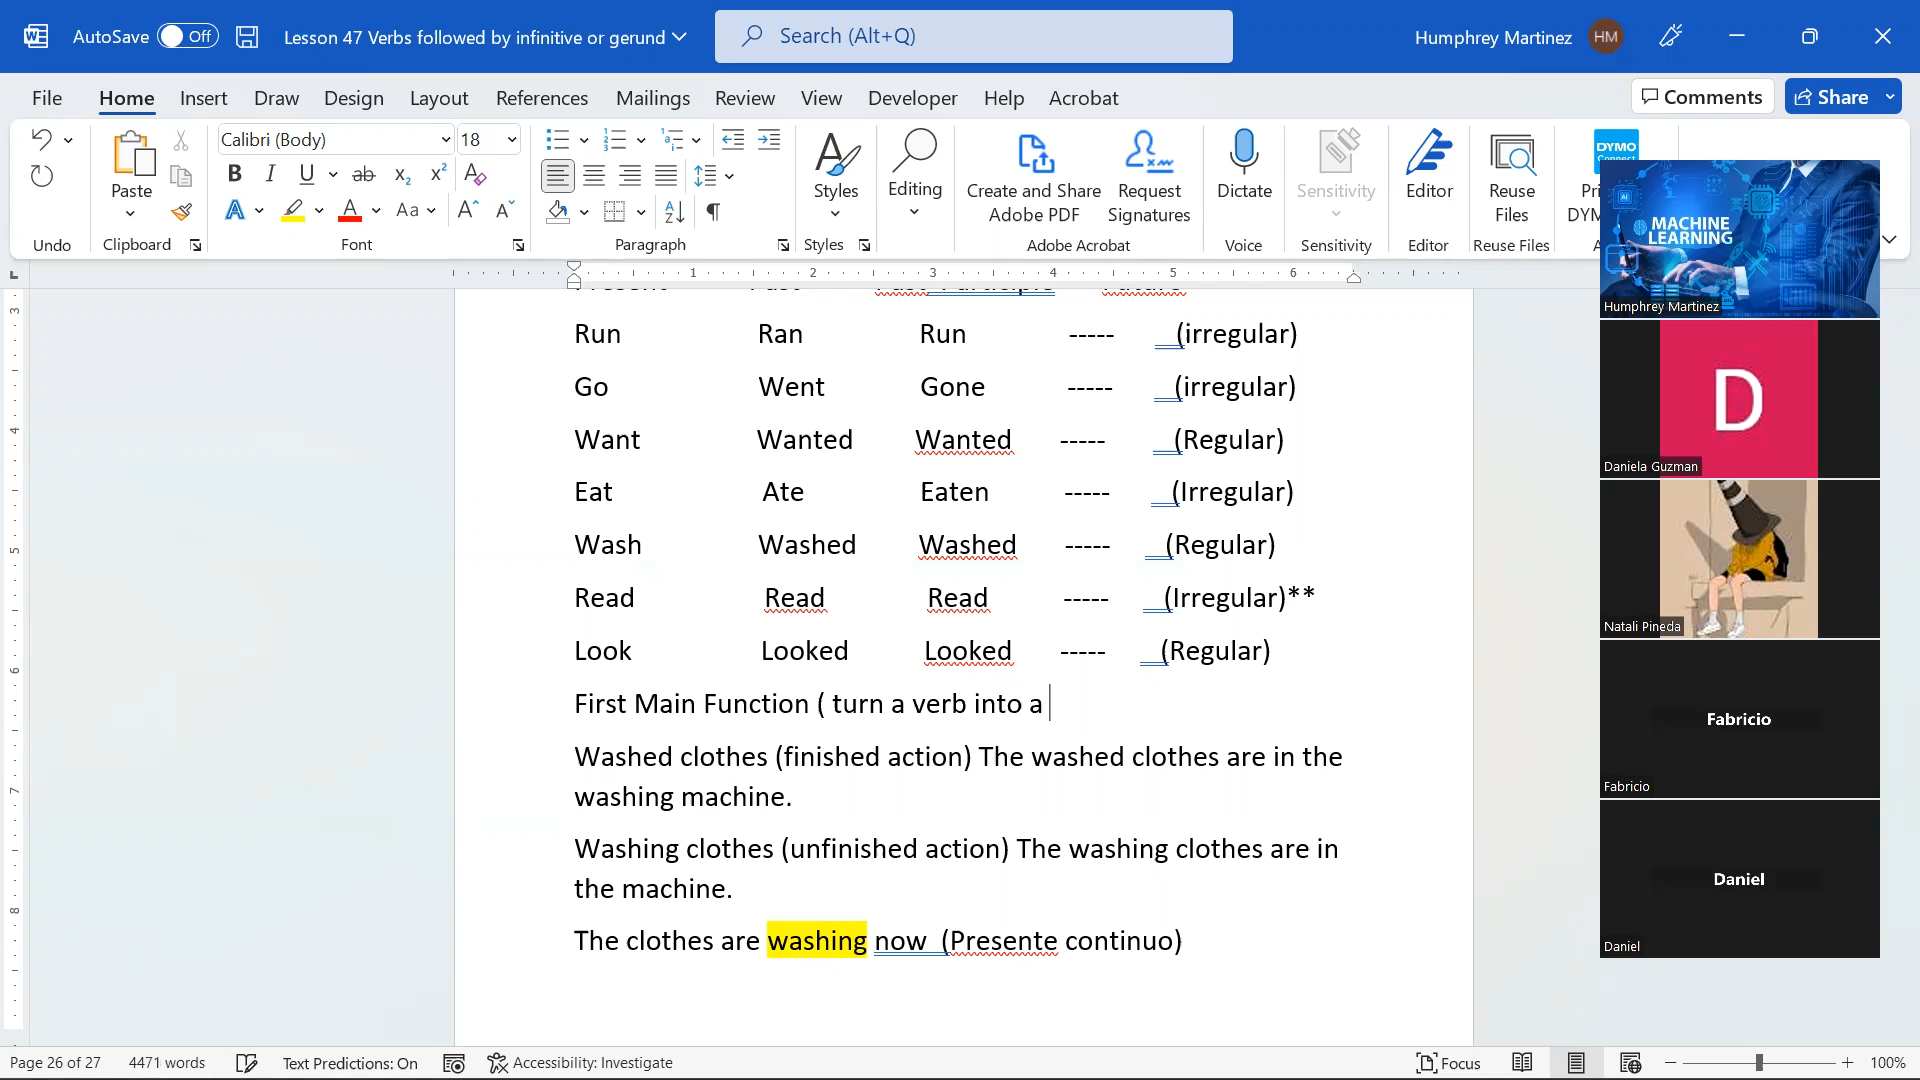 AutoSave Off Lesson 47 Verbs followed by infinitive or gerund Search (Alt+Q) Humphrey Martinez HM
File Home Insert Draw Design Layout References Mailings Review View Developer Help Acrobat Comments Share
Calibri (Body) 18
Paste
Styles Editing Create and Share Adobe PDF Request Signatures Dictate Sensitivity Editor Reuse Files DYMO
Undo Clipboard Font Paragraph Styles Adobe Acrobat Voice Sensitivity Editor Reuse Files
1 2 3 4 5 6
Run Ran Run ----- (irregular)
Go Went Gone ----- (irregular)
Want Wanted Wanted ----- (Regular)
Eat Ate Eaten ----- (Irregular)
Wash Washed Washed ----- (Regular)
Read Read Read ----- (Irregular)**
Look Looked Looked ----- (Regular)
First Main Function ( turn a verb into a
Washed clothes (finished action) The washed clothes are in the
washing machine.
Washing clothes (unfinished action) The washing clothes are in
the machine.
The clothes are washing now (Presente continuo)
MACHINE
LEARNING
Humphrey Martinez
D
Daniela Guzman
Natali Pineda
Fabricio
Fabricio
Daniel
Daniel
Page 26 of 27 4471 words Text Predictions: On Accessibility: Investigate Focus 100%